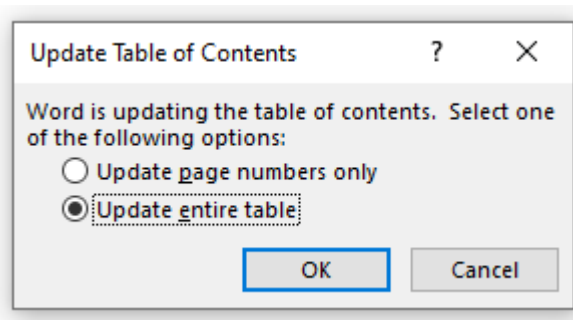 Update Table of Contents ?
Word is updating the table of contents. Select one
of the following options:
Update page numbers only
Update entire table
OK Cancel